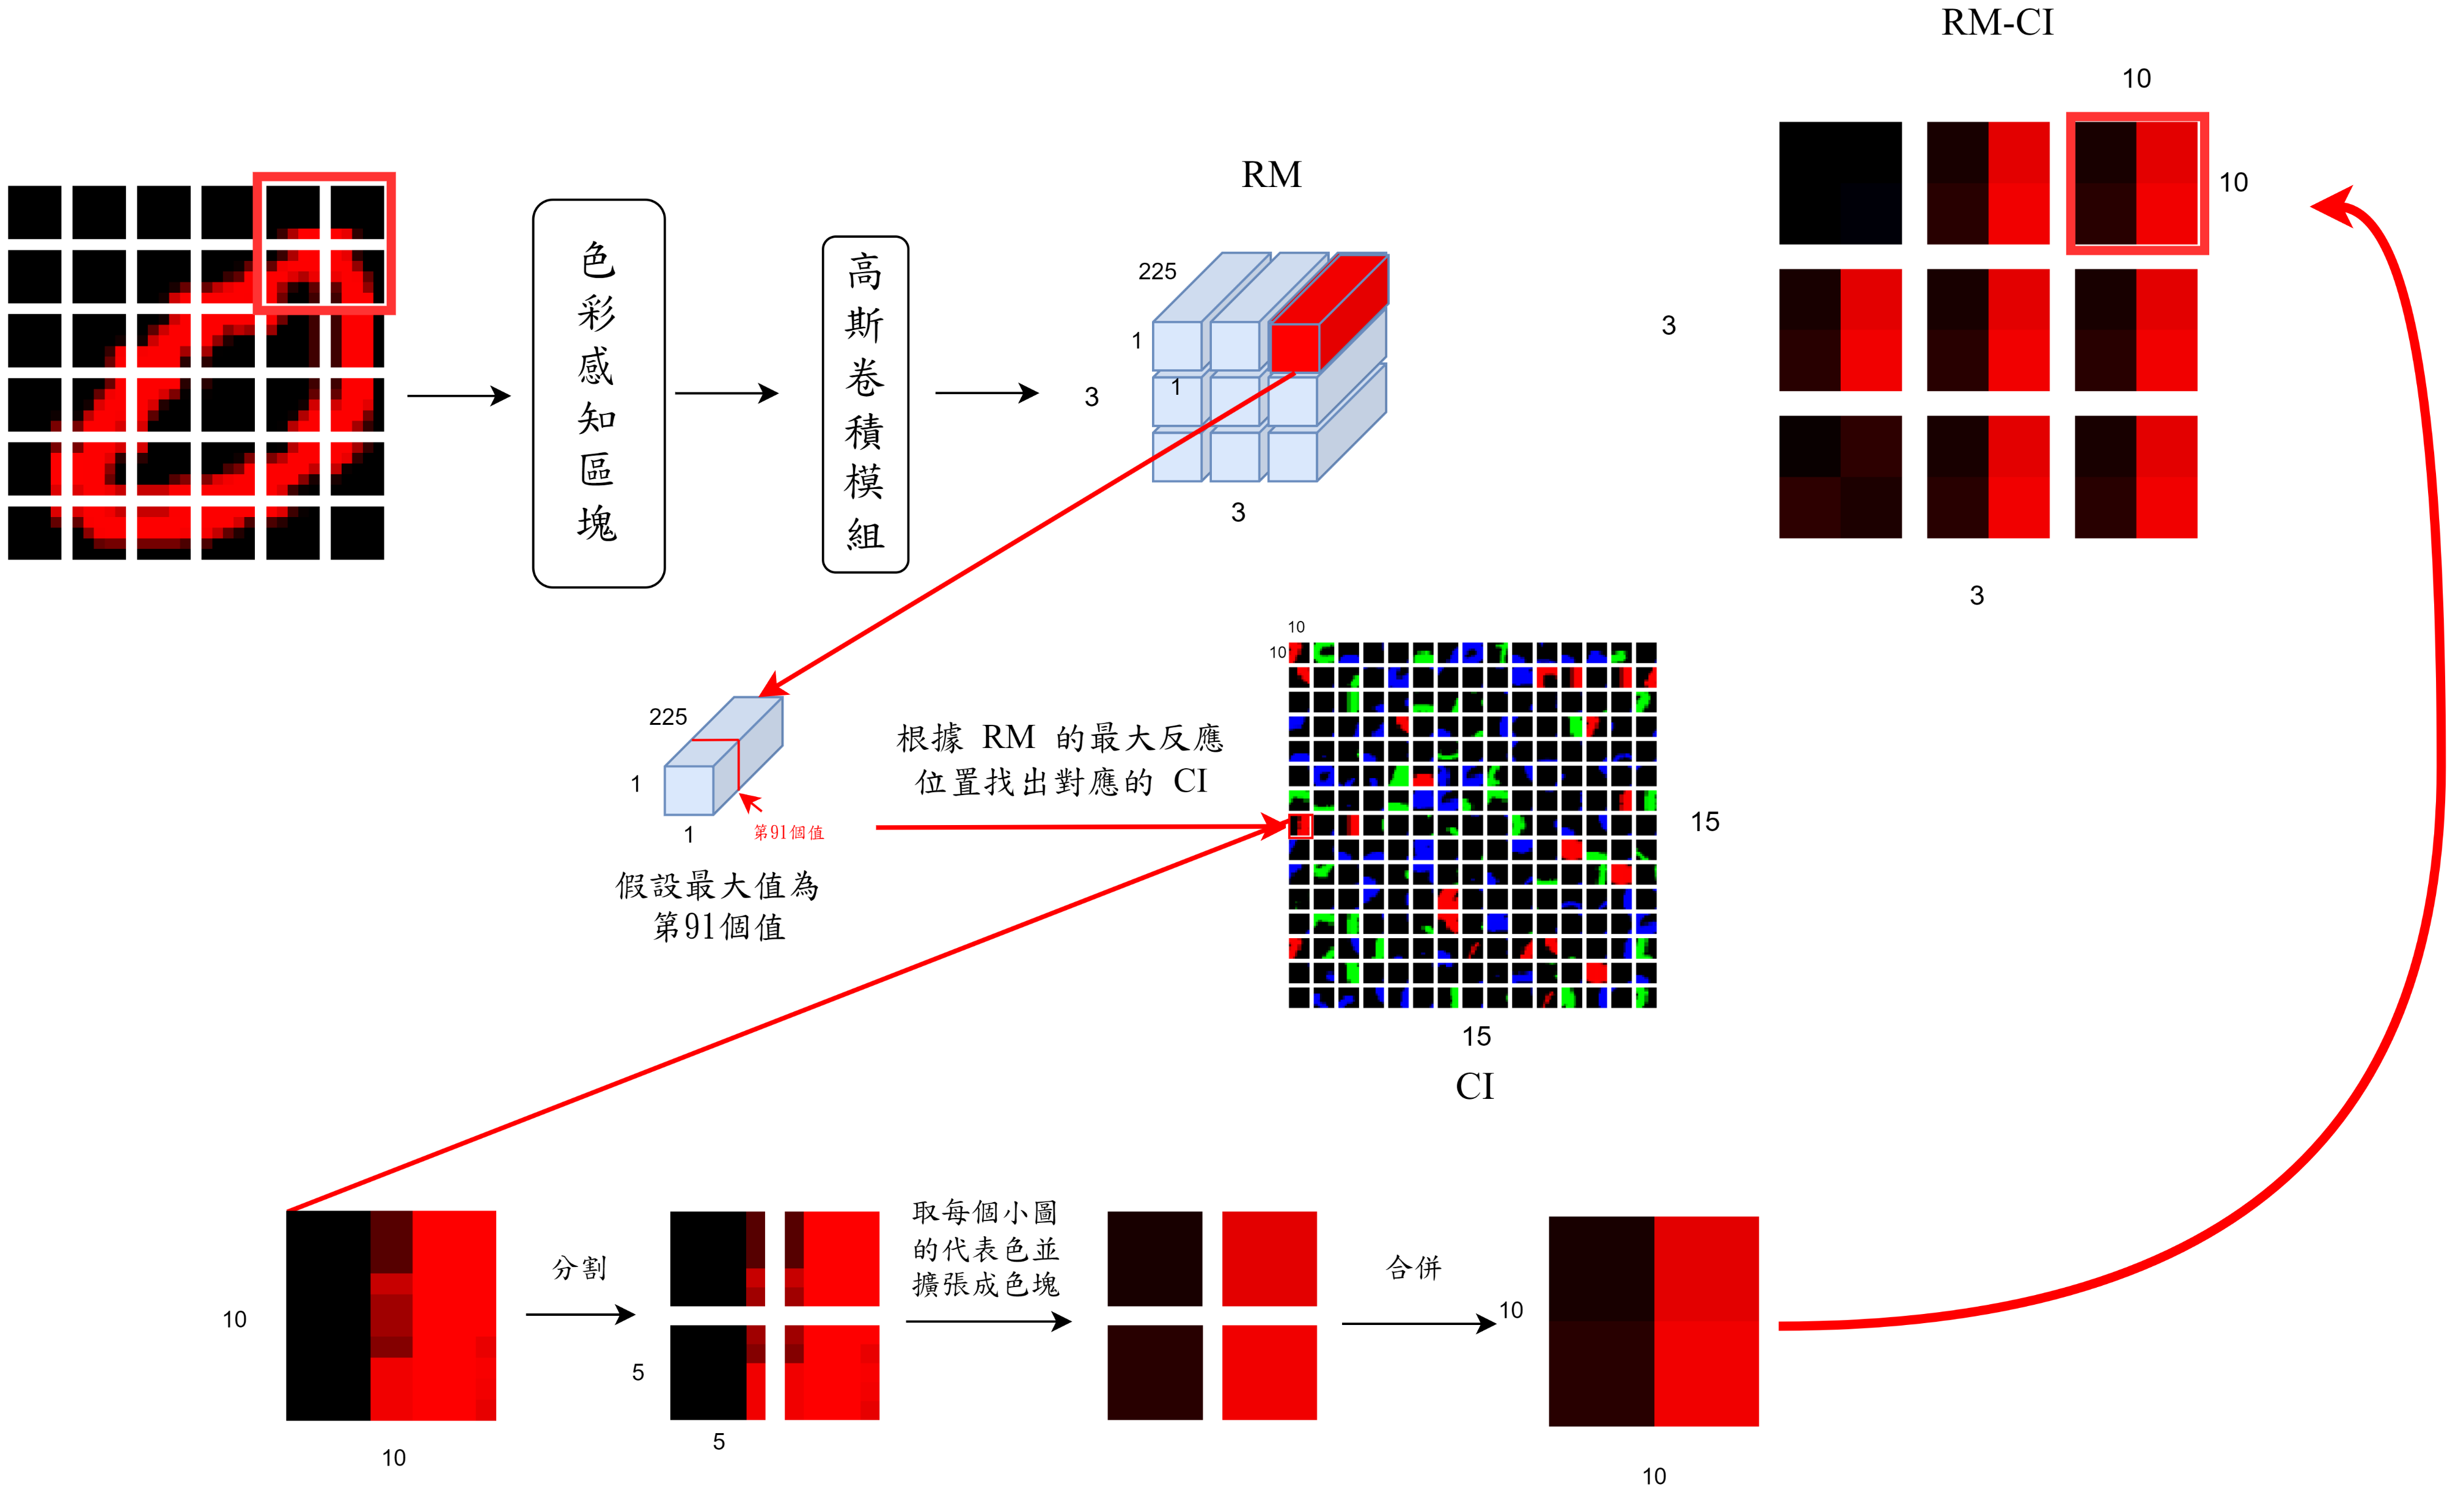 RM-CI
10
10
3
3
RM
225
1
1
3
3
色彩感知區塊
高斯卷積模組
225
1
1
第91個值
假設最大值為
第91個值
根據 RM 的最大反應
位置找出對應的 CI
10
10
15
15
CI
10
10
分割
5
5
取每個小圖
的代表色並
擴張成色塊
合併
10
10